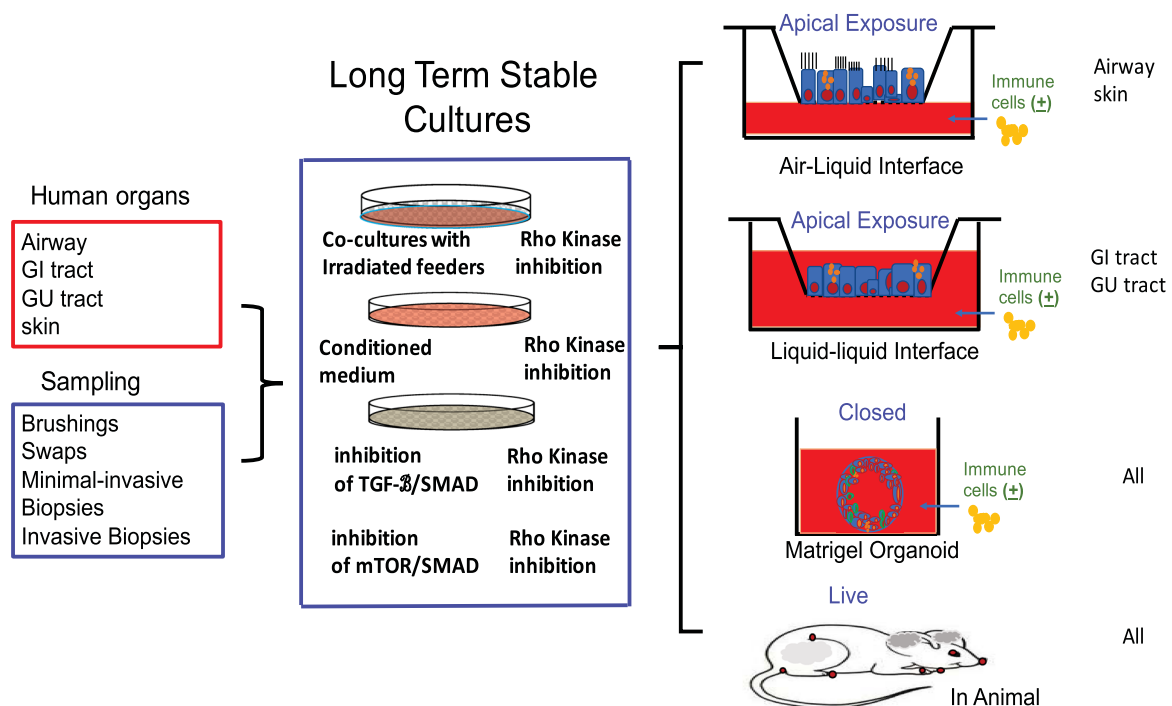 Human organs
Airway
GI tract
GU tract
skin
Sampling
Brushings
Swaps
Minimal-invasive
Biopsies
Invasive Biopsies
Long Term Stable
Cultures
Co-cultures with
Irradiated feeders
Rho Kinase
inhibition
Conditioned
medium
Rho Kinase
inhibition
inhibition
of TGF-ℬ/SMAD
Rho Kinase
inhibition
inhibition
of mTOR/SMAD
Rho Kinase
inhibition
Apical Exposure
Immune
cells (±)
Airway
skin
Air-Liquid Interface
Apical Exposure
Immune
cells (±)
GI tract
GU tract
Liquid-liquid Interface
Closed
Immune
cells (±)
All
Matrigel Organoid
Live
All
In Animal